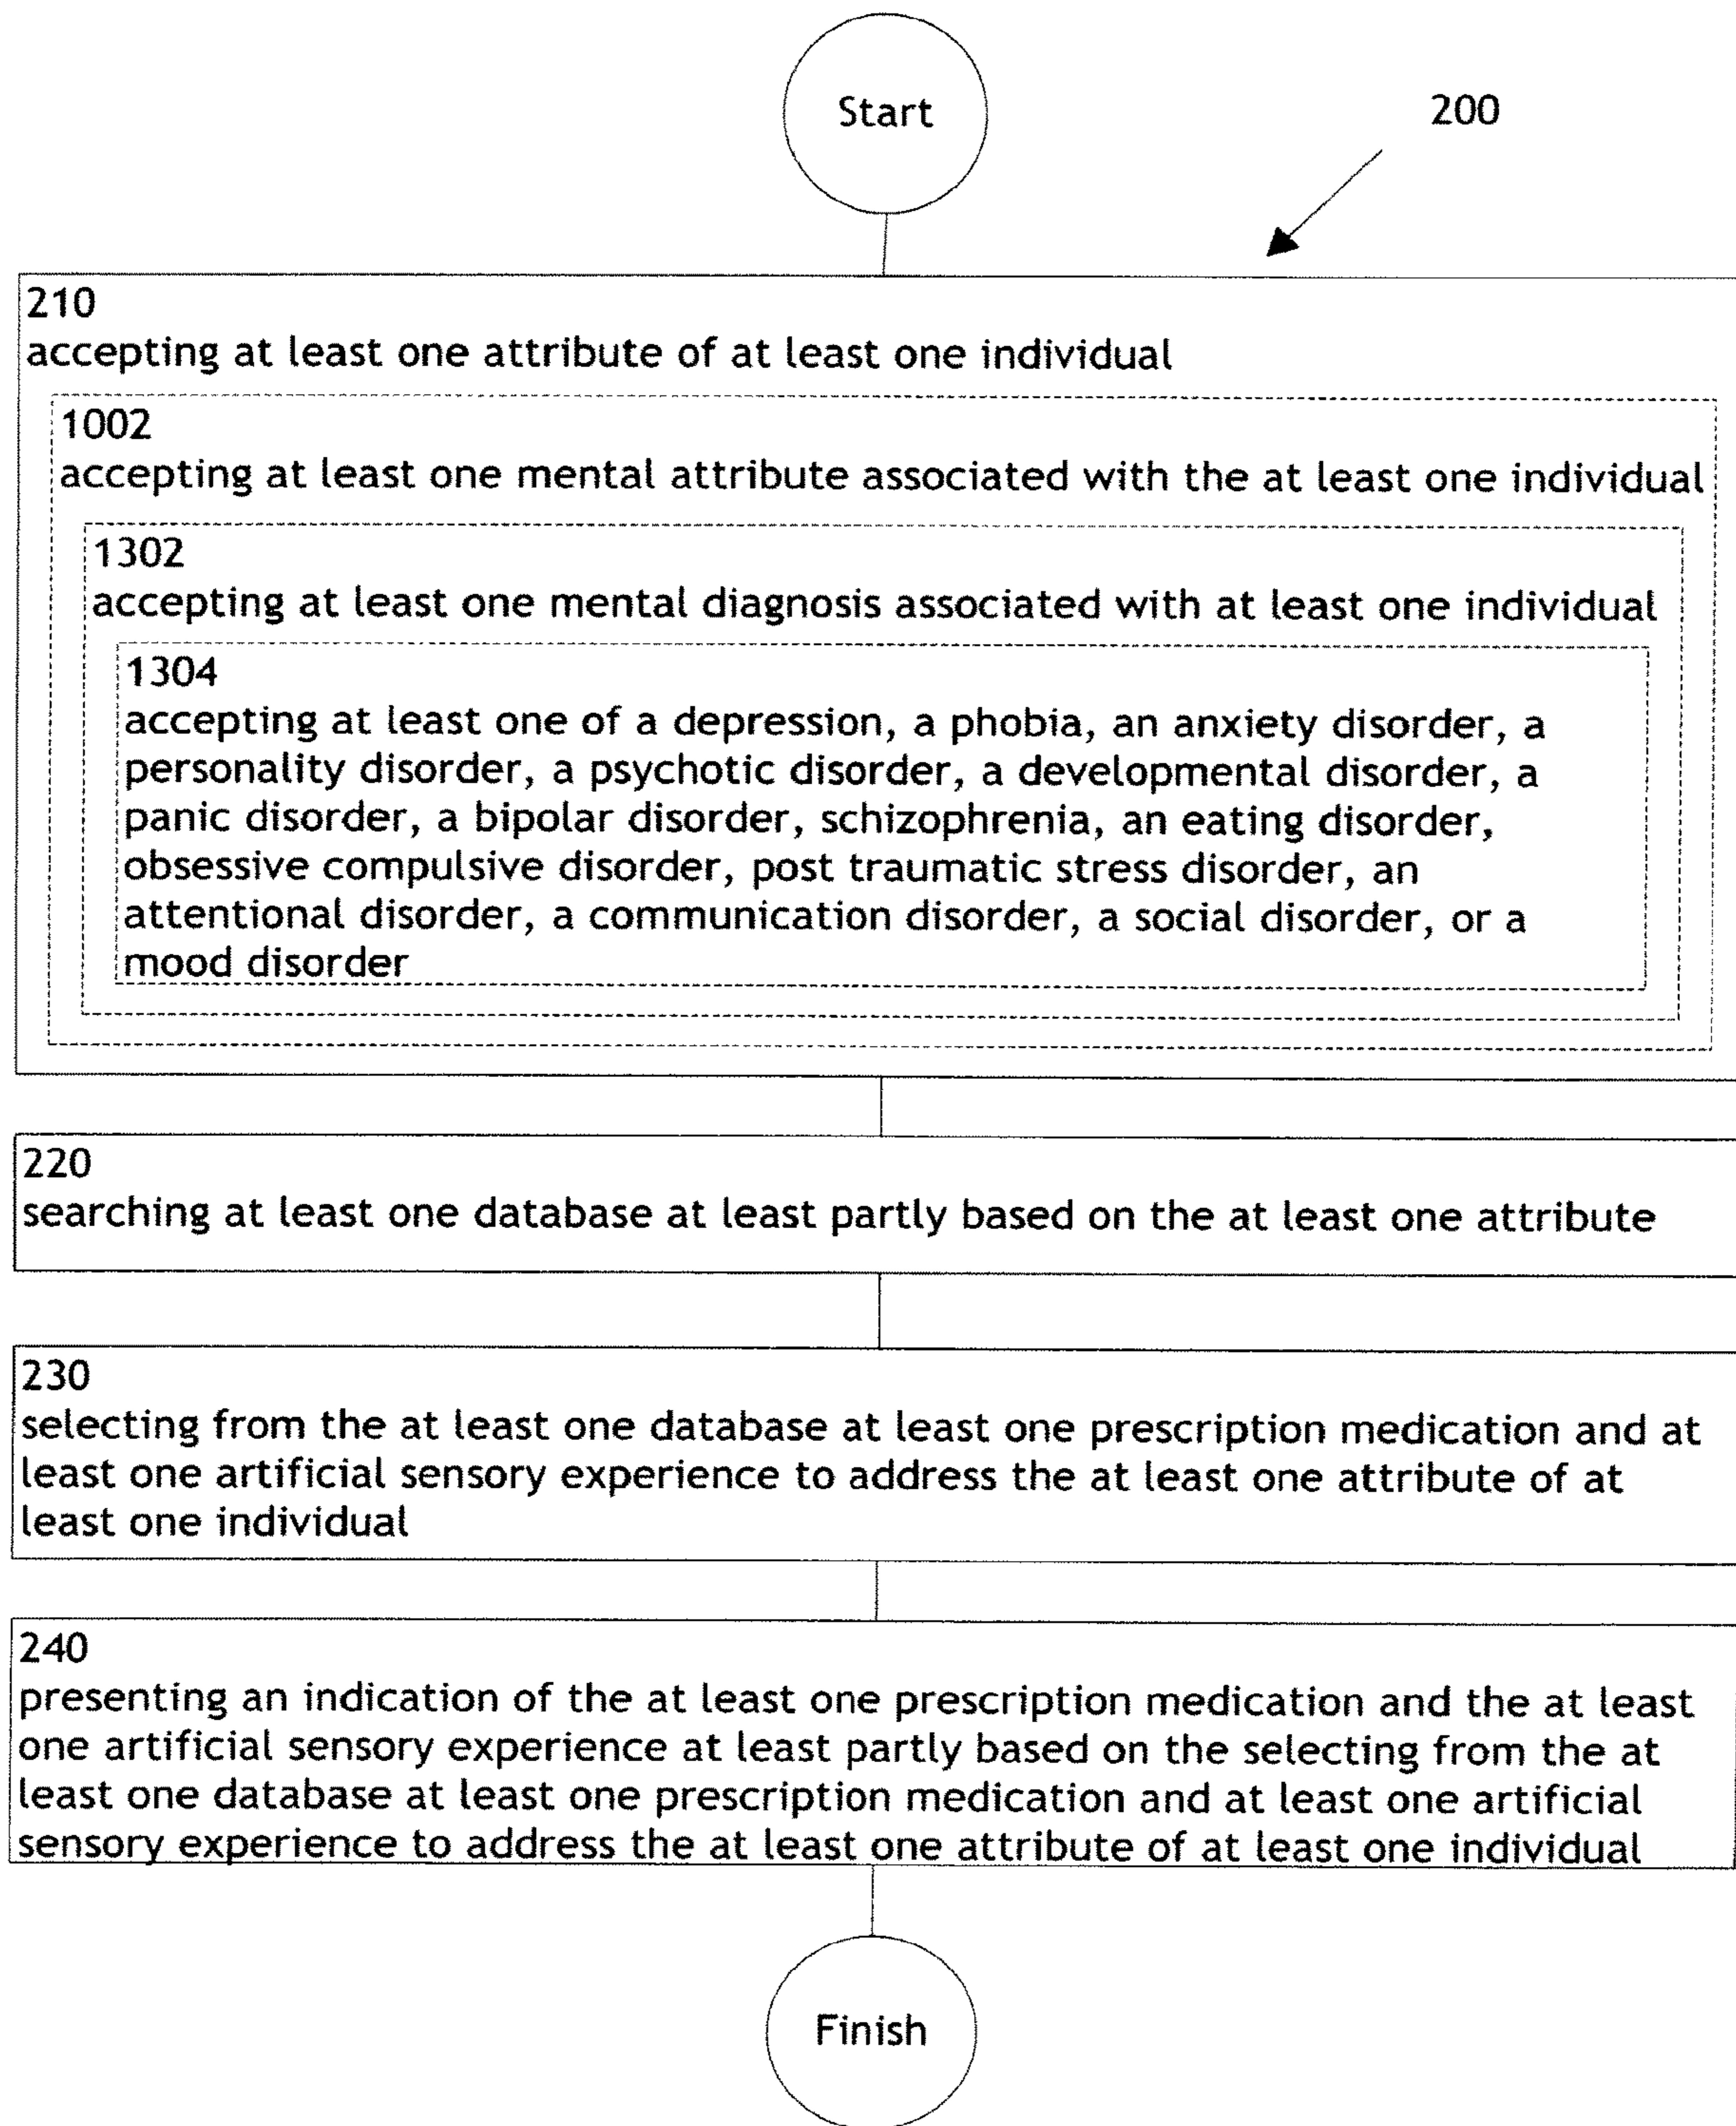 Start
200
210
accepting at least one attribute of at least one individual
1002
accepting at least one mental attribute associated with the at least one individual
1302
accepting at least one mental diagnosis associated with at least one individual
1304
accepting at least one of a depression, a phobia, an anxiety disorder, a
personality disorder, a psychotic disorder, a developmental disorder, a
panic disorder, a bipolar disorder, schizophrenia, an eating disorder,
obsessive compulsive disorder, post traumatic stress disorder, an
attentional disorder, a communication disorder, a social disorder, or a
mood disorder
220
searching at least one database at least partly based on the at least one attribute
230
selecting from the at least one database at least one prescription medication and at
least one artificial sensory experience to address the at least one attribute of at
least one individual
240
presenting an indication of the at least one prescription medication and the at least
one artificial sensory experience at least partly based on the selecting from the at
least one database at least one prescription medication and at least one artificial
sensory experience to address the at least one attribute of at least one individual
Finish